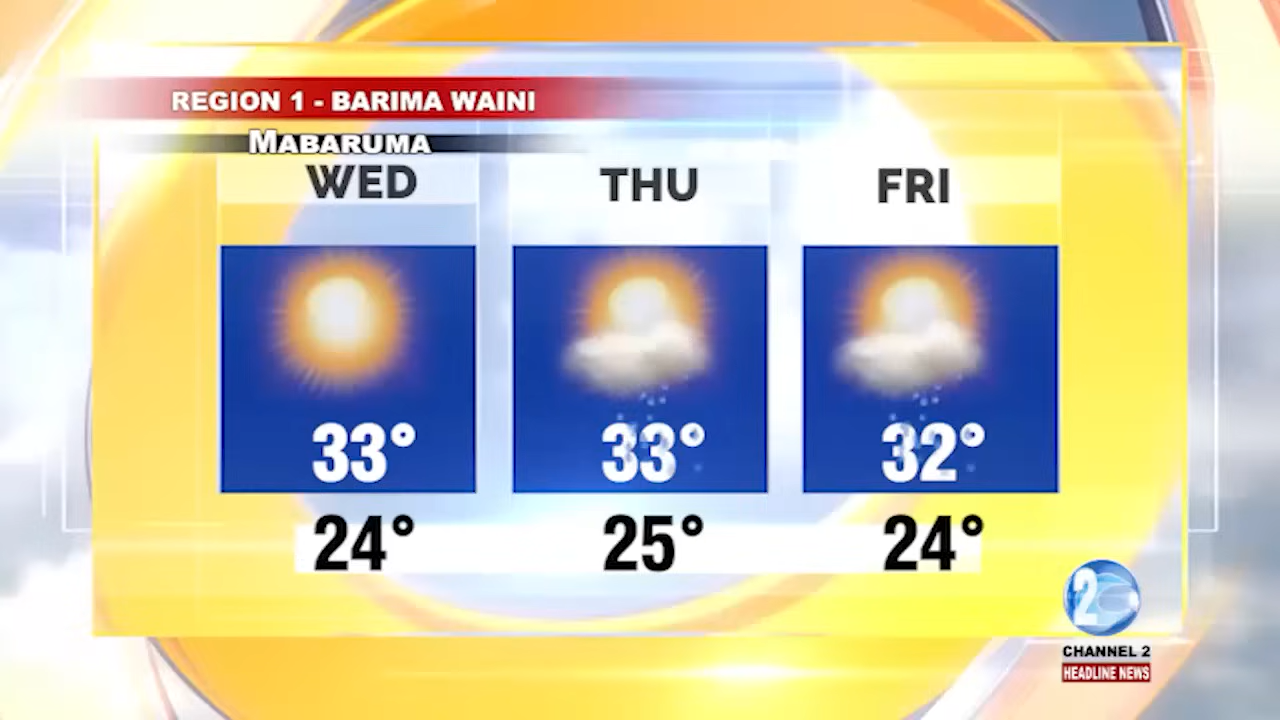 REGION 1 - BARIMA WAINI
MABARUMA
WED THU FRI
33° 33° 32°
24° 25° 24°
2
CHANNEL 2
HEADLINE NEWS